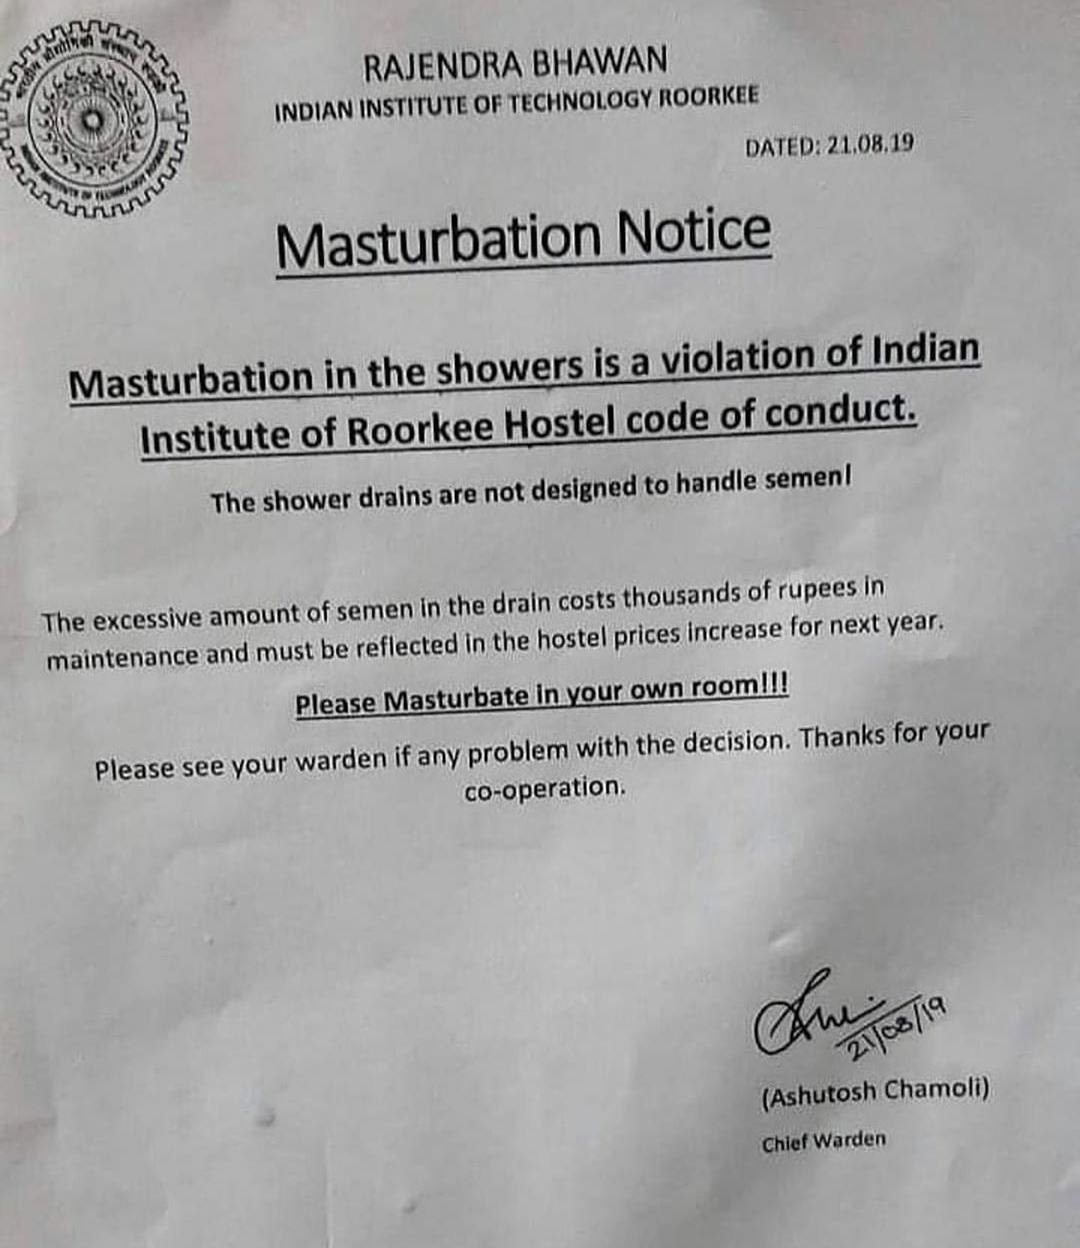 RAJENDRA BHAWAN
INDIAN INSTITUTE OF TECHNOLOGY ROORKEE
DATED: 21.08.19
Masturbation Notice
Masturbation in the showers is a violation of Indian
Institute of Roorkee Hostel code of conduct.
The shower drains are not designed to handle semen!
The excessive amount of semen in the drain costs thousands of rupees in
maintenance and must be reflected in the hostel prices increase for next year.
Please Masturbate in your own room!!!
Please see your warden if any problem with the decision. Thanks for your
co-operation.
21/08/19
(Ashutosh Chamoli)
Chief Warden